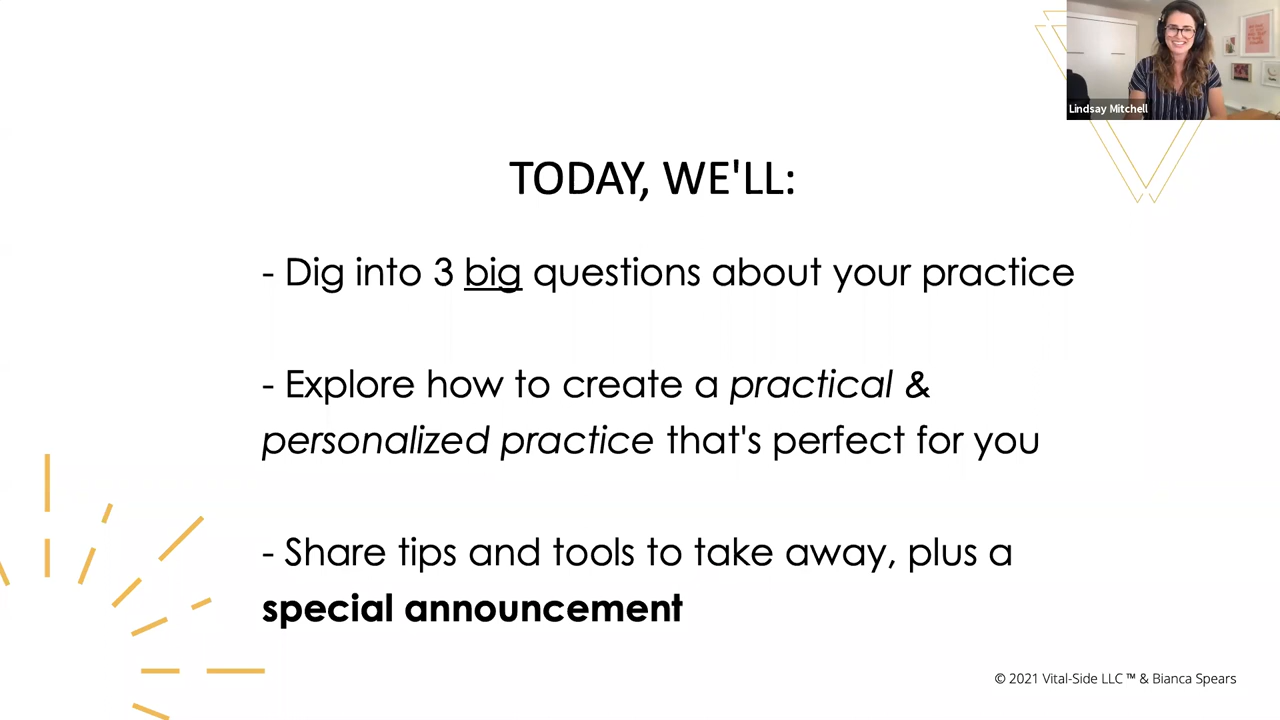 Lindsay Mitchell
TODAY, WE'LL:
- Dig into 3 big questions about your practice
- Explore how to create a practical &
personalized practice that's perfect for you
- Share tips and tools to take away, plus a
special announcement
© 2021 Vital-Side LLC ™ & Bianca Spears